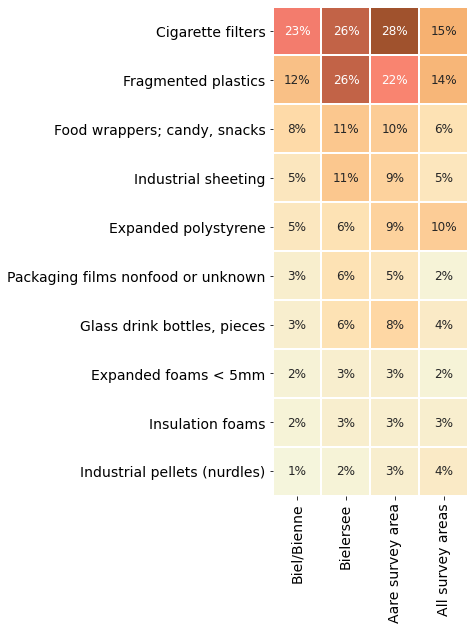 Cigarette filters 23% 26% 28% 15%
Fragmented plastics 12% 26% 22% 14%
Food wrappers; candy, snacks 8% 11% 10% 6%
Industrial sheeting 5% 11% 9% 5%
Expanded polystyrene 5% 6% 9% 10%
Packaging films nonfood or unknown 3% 6% 5% 2%
Glass drink bottles, pieces 3% 6% 8% 4%
Expanded foams < 5mm 2% 3% 3% 2%
Insulation foams 2% 3% 3% 3%
Industrial pellets (nurdles) 1% 2% 3% 4%
Biel/Bienne
Bielersee
Aare survey area
All survey areas